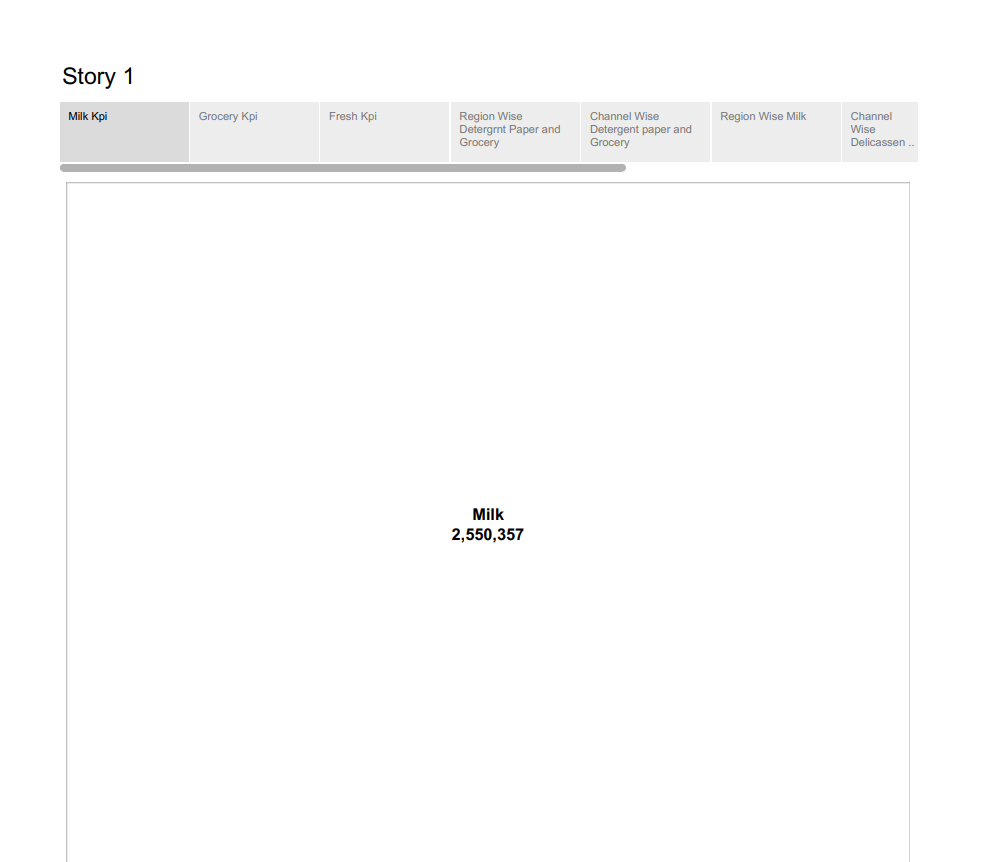 Story 1
Milk Kpi
Grocery Kpi
Fresh Kpi
Region Wise
Detergrnt Paper and
Grocery
Channel Wise
Detergent paper and
Grocery
Region Wise Milk
Channel
Wise
Delicassen ..
Milk
2,550,357